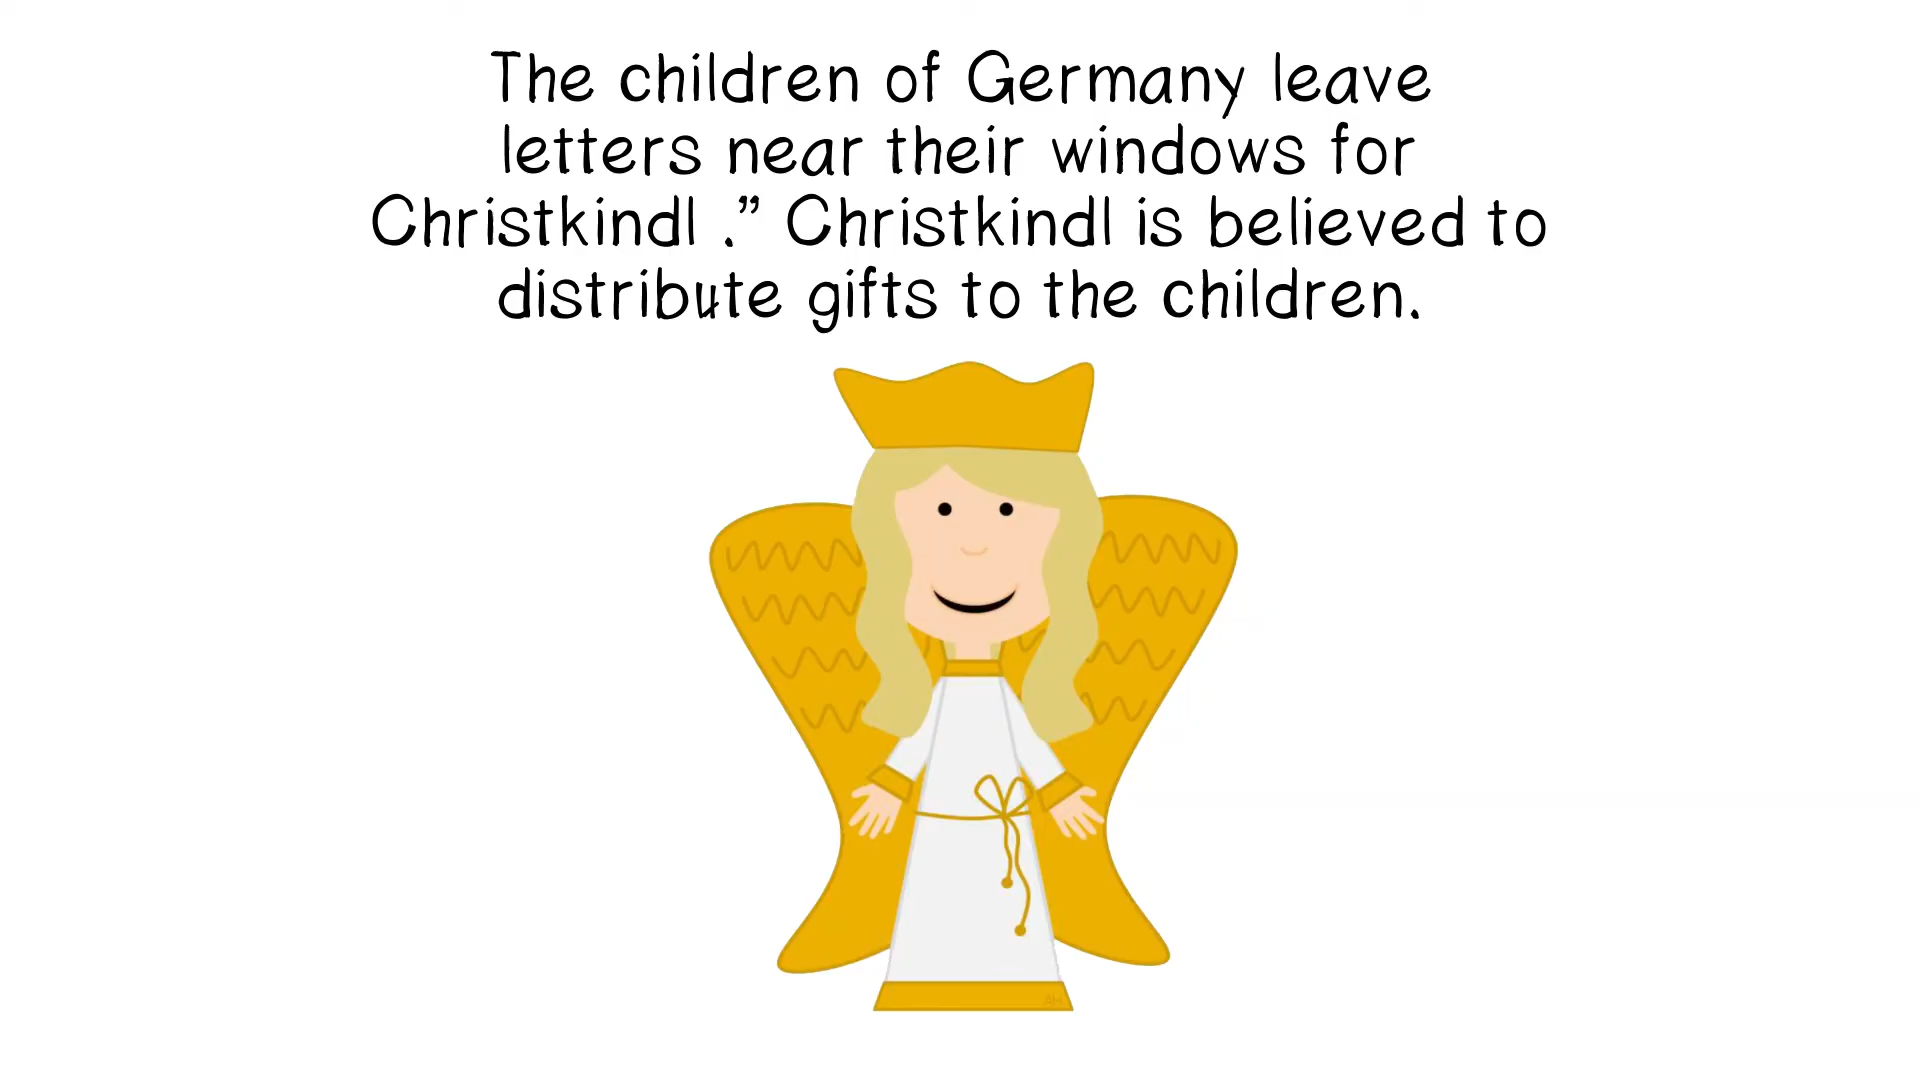 The children of Germany leave
letters near their windows for
Christkindl .” Christkindl is believed to
distribute gifts to the children.
AH